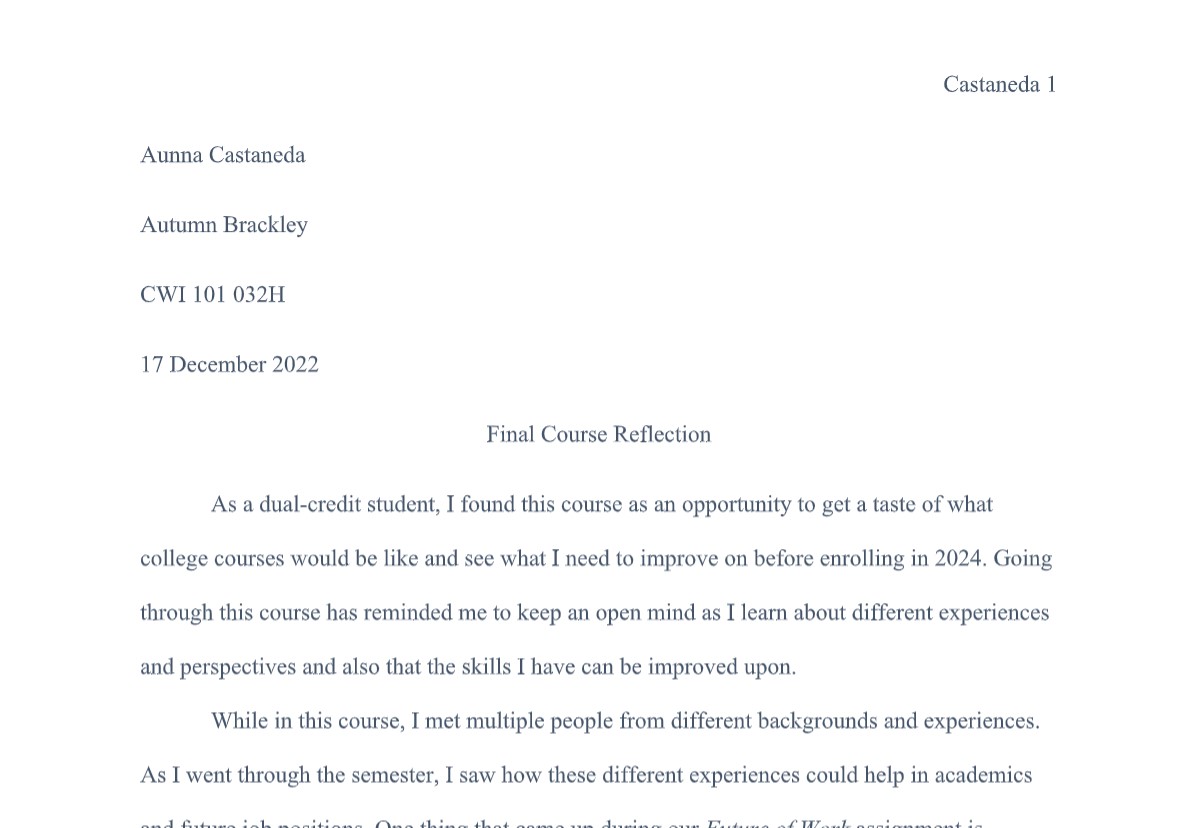 Castaneda 1
Aunna Castaneda
Autumn Brackley
CWI 101 032H
17 December 2022
Final Course Reflection
As a dual-credit student, I found this course as an opportunity to get a taste of what
college courses would be like and see what I need to improve on before enrolling in 2024. Going
through this course has reminded me to keep an open mind as I learn about different experiences
and perspectives and also that the skills I have can be improved upon.
While in this course, I met multiple people from different backgrounds and experiences.
As I went through the semester, I saw how these different experiences could help in academics
and future job positions. One thing that came up during our Future of Work assignment is